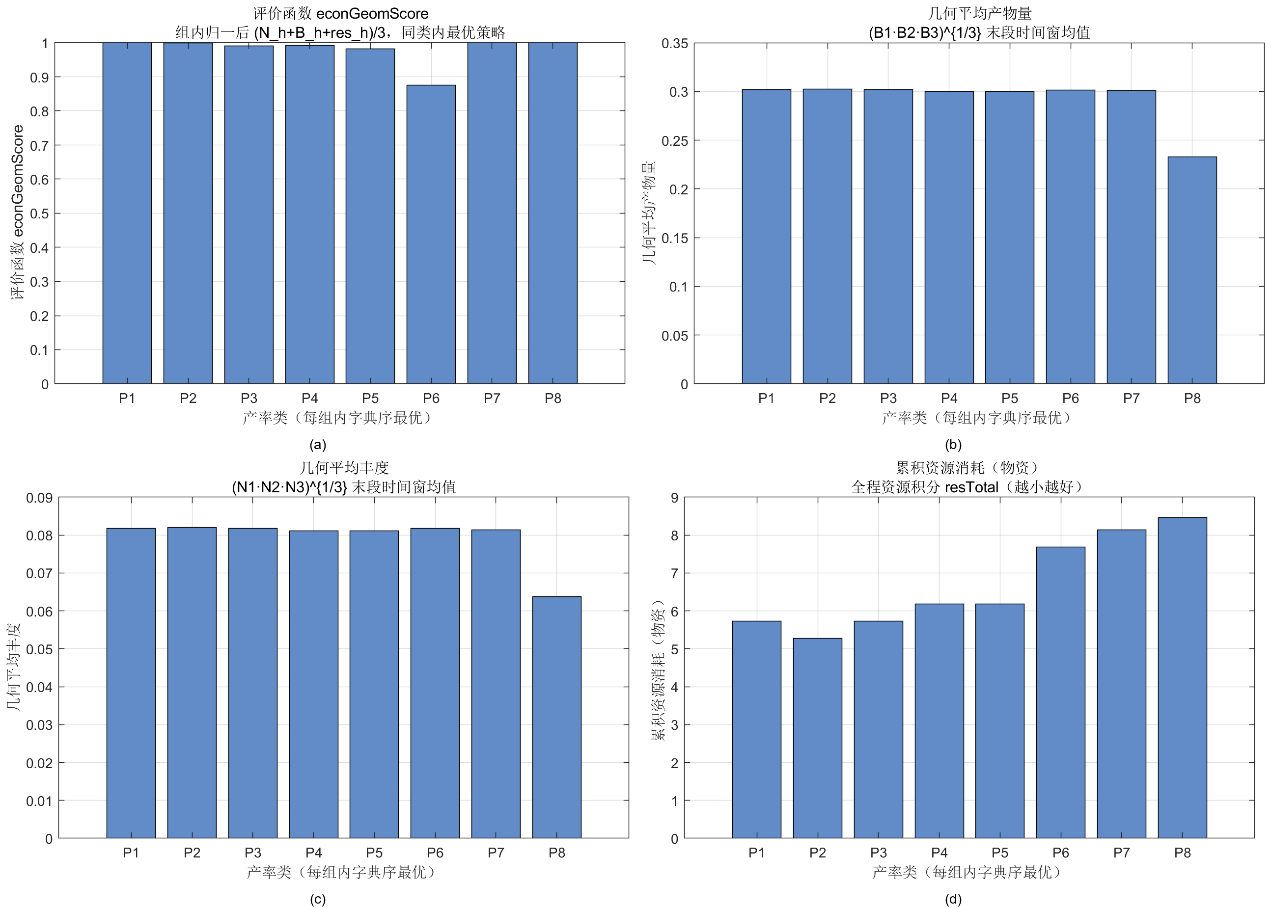 评价函数 econGeomScore
组内归一后 (N_h+B_h+res_h)/3，同类内最优策略
1
0.9
0.8
0.7
0.6
0.5
0.4
0.3
0.2
0.1
0
评价函数 econGeomScore
P1 P2 P3 P4 P5 P6 P7 P8
产率类（每组内字典序最优）
(a)
几何平均产物量
(B1·B2·B3)^{1/3} 末段时间窗均值
0.35
0.3
0.25
0.2
0.15
0.1
0.05
0
几何平均产物量
P1 P2 P3 P4 P5 P6 P7 P8
产率类（每组内字典序最优）
(b)
几何平均丰度
(N1·N2·N3)^{1/3} 末段时间窗均值
0.09
0.08
0.07
0.06
0.05
0.04
0.03
0.02
0.01
0
几何平均丰度
P1 P2 P3 P4 P5 P6 P7 P8
产率类（每组内字典序最优）
(c)
累积资源消耗（物资）
全程资源积分 resTotal（越小越好）
9
8
7
6
5
4
3
2
1
0
累积资源消耗（物资）
P1 P2 P3 P4 P5 P6 P7 P8
产率类（每组内字典序最优）
(d)